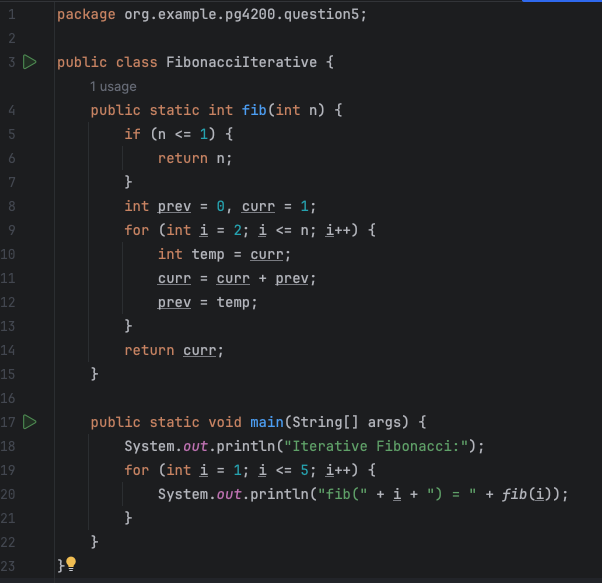 1 package org.example.pg4200.question5;
2
3 public class FibonacciIterative {
1 usage
4 public static int fib(int n) {
5 if (n <= 1) {
6 return n;
7 }
8 int prev = 0, curr = 1;
9 for (int i = 2; i <= n; i++) {
10 int temp = curr;
11 curr = curr + prev;
12 prev = temp;
13 }
14 return curr;
15 }
16
17 public static void main(String[] args) {
18 System.out.println("Iterative Fibonacci:");
19 for (int i = 1; i <= 5; i++) {
20 System.out.println("fib(" + i + ") = " + fib(i));
21 }
22 }
23 }